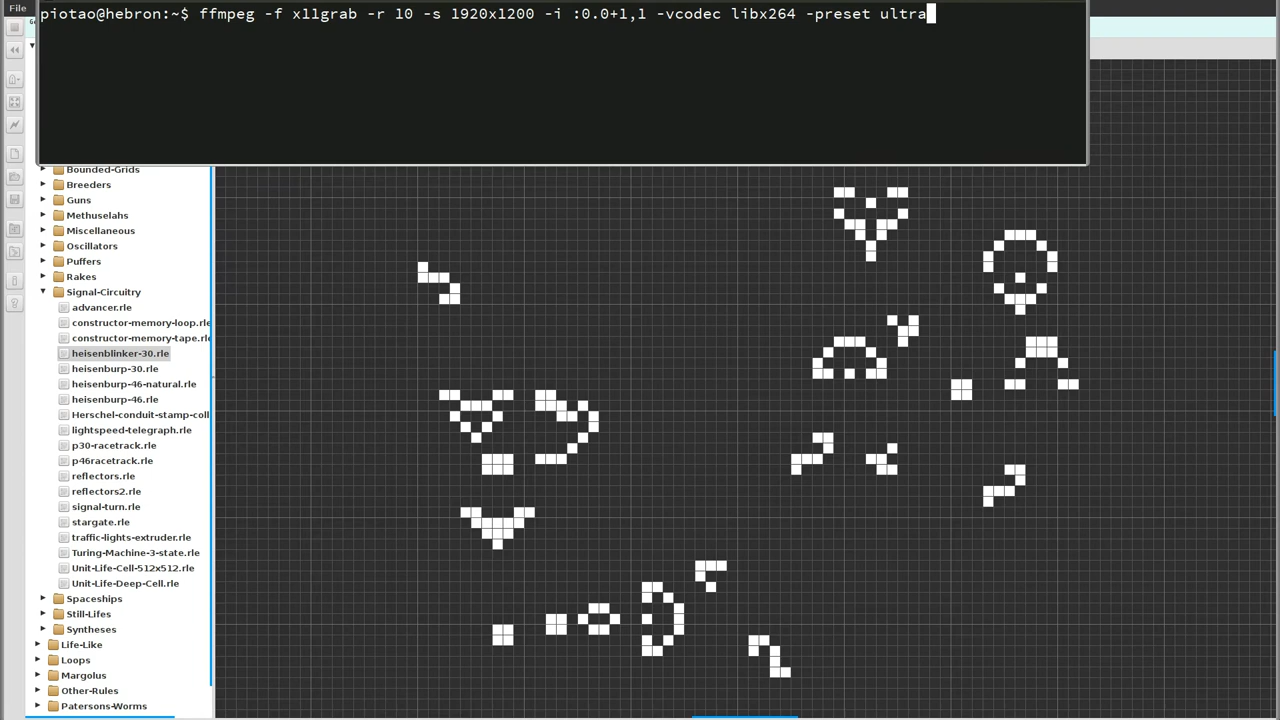 File
piotao@hebron:~$ ffmpeg -f x11grab -r 10 -s 1920x1200 -i :0.0+1,1 -vcodec libx264 -preset ultra
Bounded-Grids
Breeders
Guns
Methuselahs
Miscellaneous
Oscillators
Puffers
Rakes
Signal-Circuitry
advancer.rle
constructor-memory-loop.rle
constructor-memory-tape.rle
heisenblinker-30.rle
heisenburp-30.rle
heisenburp-46-natural.rle
heisenburp-46.rle
Herschel-conduit-stamp-coll
lightspeed-telegraph.rle
p30-racetrack.rle
p46racetrack.rle
reflectors.rle
reflectors2.rle
signal-turn.rle
stargate.rle
traffic-lights-extruder.rle
Turing-Machine-3-state.rle
Unit-Life-Cell-512x512.rle
Unit-Life-Deep-Cell.rle
Spaceships
Still-Lifes
Syntheses
Life-Like
Loops
Margolus
Other-Rules
Patersons-Worms